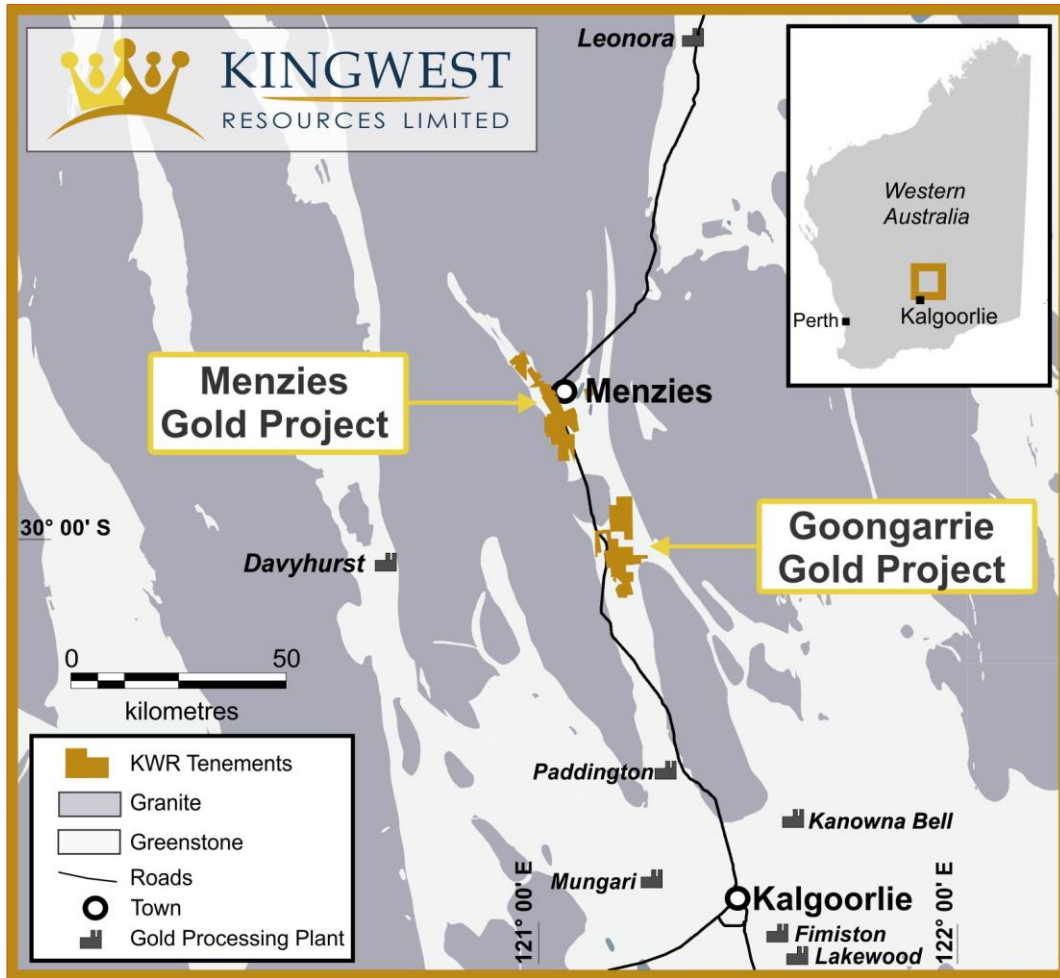 KINGWEST
RESOURCES LIMITED
Leonora
Western
Australia
Perth
Kalgoorlie
Menzies
Gold Project
Menzies
30° 00' S
Davyhurst
Goongarrie
Gold Project
0 50
kilometres
KWR Tenements
Granite
Greenstone
Roads
Town
Gold Processing Plant
Paddington
Kanowna Bell
Mungari
121° 00' E
Kalgoorlie
122° 00' E
Fimiston
Lakewood